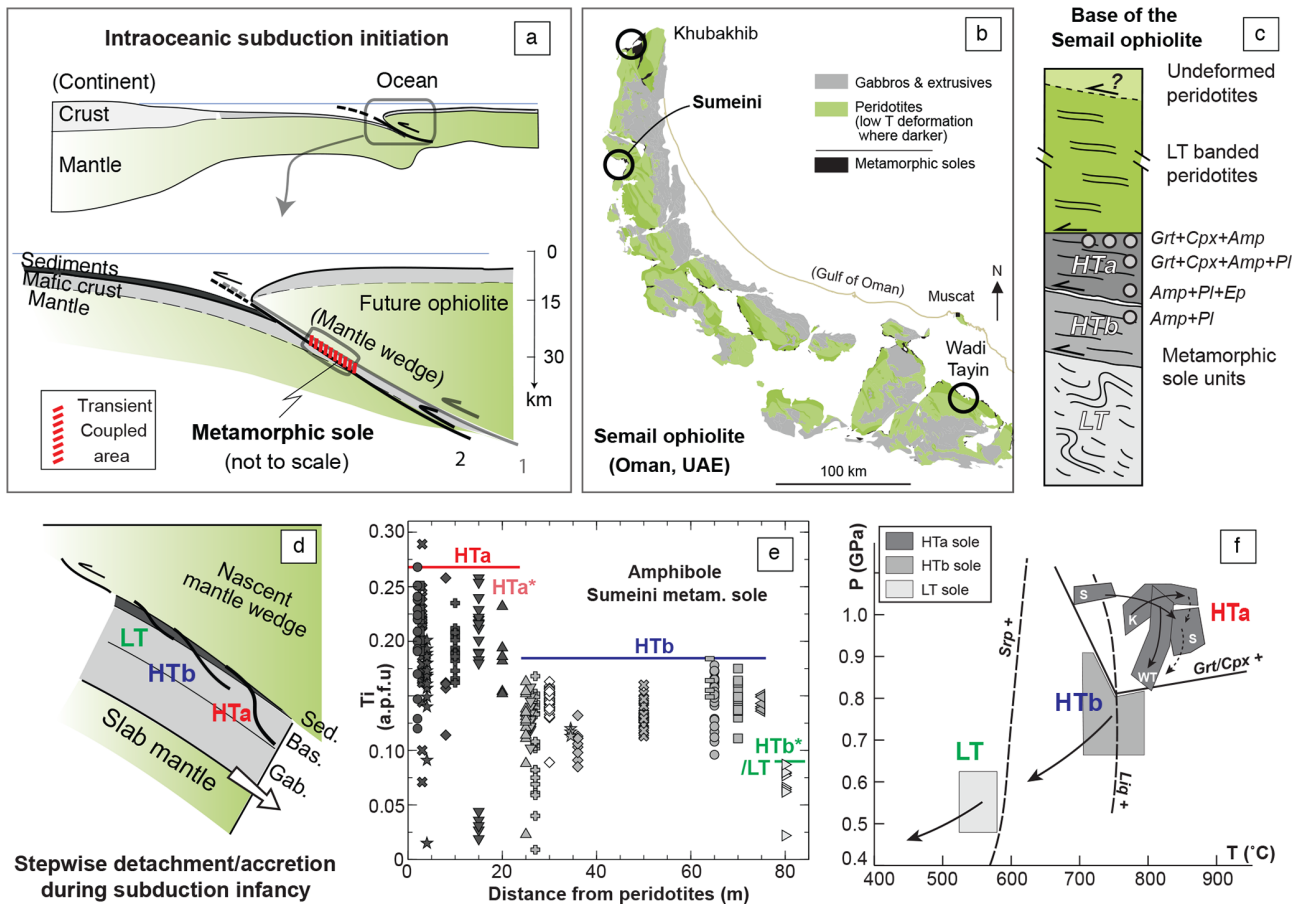 a
Intraoceanic subduction initiation
(Continent)
Ocean
Crust
Mantle
0
15
30
km
Sediments
Mafic crust
Mantle
Future ophiolite
(Mantle wedge)
Transient
Coupled
area
Metamorphic sole
(not to scale)
2
1
b
Khubakhib
Sumeini
Gabbros & extrusives
Peridotites
(low T deformation
where darker)
Metamorphic soles
(Gulf of Oman)
N
Muscat
Wadi
Tayin
Semail ophiolite
(Oman, UAE)
100 km
Base of the
Semail ophiolite
c
?
Undeformed
peridotites
LT banded
peridotites
Grt+Cpx+Amp
HTa
Grt+Cpx+Amp+Pl
Amp+Pl+Ep
HTb
Amp+Pl
Metamorphic
sole units
LT
d
Nascent
mantle wedge
LT
HTb
HTa
Sed.
Bas.
Gab.
Slab mantle
Stepwise detachment/accretion
during subduction infancy
e
0.30
0.25
0.20
0.15
0.10
0.05
0
Ti
(a.p.f.u)
HTa
HTa*
Amphibole
Sumeini metam. sole
HTb
HTb*
/LT
0 20 40 60 80
Distance from peridotites (m)
f
P (GPa)
HTa sole
HTb sole
LT sole
1.0
0.9
0.8
0.7
0.6
0.5
0.4
Srp +
S
K
S
WT
HTa
Grt/Cpx +
HTb
LT
Liq +
T (˚C)
400 500 600 700 800 900